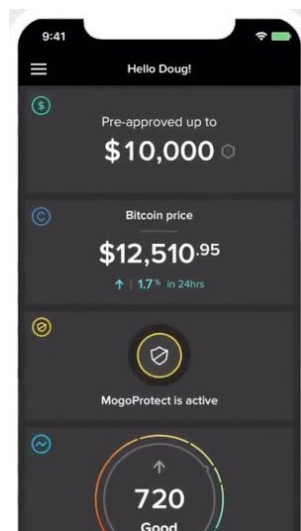 9:41
Hello Doug!
Pre-approved up to
$10,000
Bitcoin price
$12,510.95
1.7% in 24hrs
MogoProtect is active
720
Good